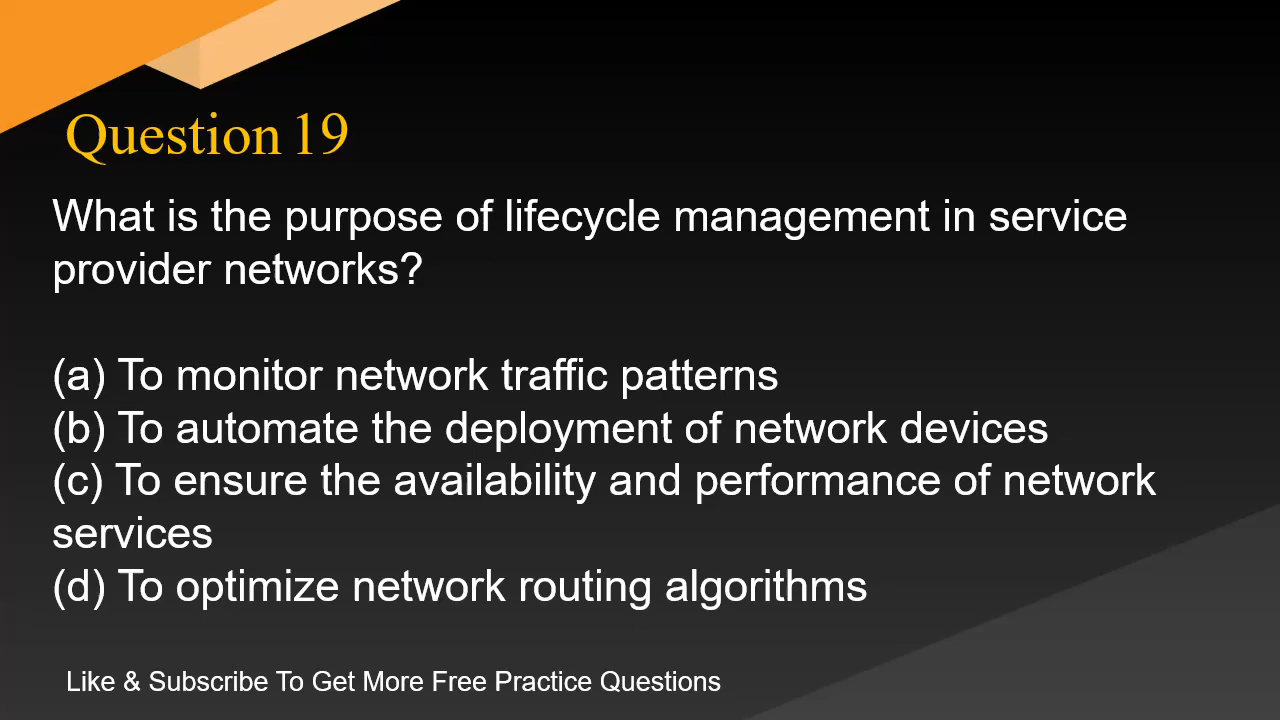 Question 19
What is the purpose of lifecycle management in service
provider networks?
(a) To monitor network traffic patterns
(b) To automate the deployment of network devices
(c) To ensure the availability and performance of network
services
(d) To optimize network routing algorithms
Like & Subscribe To Get More Free Practice Questions